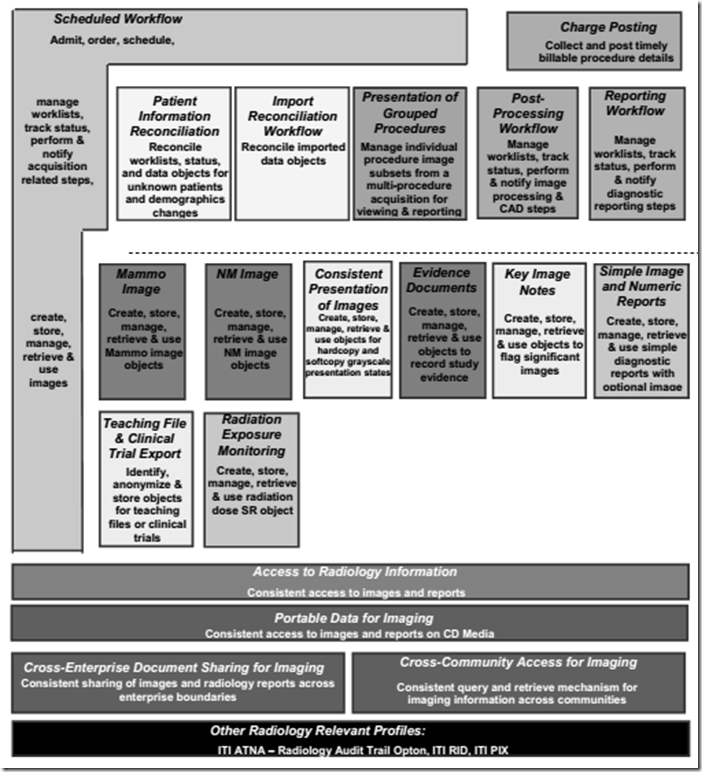 Scheduled Workflow
Admit, order, schedule,
Charge Posting
Collect and post timely
billable procedure details
manage
worklists,
track status,
perform &
notify
acquisition
related steps,
Patient
Information
Reconciliation
Reconcile
worklists, status,
and data objects for
unknown patients
and demographics
changes
Import
Reconciliation
Workflow
Reconcile imported
data objects
Presentation of
Grouped
Procedures
Manage individual
procedure image
subsets from a
multi-procedure
acquisition for
viewing & reporting
Post-
Processing
Workflow
Manage
worklists, track
status, perform
& notify image
processing &
CAD steps
Reporting
Workflow
Manage
worklists, track
status, perform
& notify
diagnostic
reporting steps
create,
store,
manage,
retrieve &
use
images
Mammo
Image
Create, store,
manage,
retrieve & use
Mammo image
objects
NM Image
Create, store,
manage,
retrieve & use
NM image
objects
Consistent
Presentation
of Images
Create, store,
manage, retrieve &
use objects for
hardcopy and
softcopy grayscale
presentation states
Evidence
Documents
Create, store,
manage,
retrieve & use
objects to
record study
evidence
Key Image
Notes
Create, store,
manage, retrieve
& use objects to
flag significant
images
Simple Image
and Numeric
Reports
Create, store,
manage, retrieve
& use simple
diagnostic
reports with
optional image
Teaching File
& Clinical
Trial Export
Identify,
anonymize &
store objects
for teaching
files or clinical
trials
Radiation
Exposure
Monitoring
Create, store,
manage, retrieve
& use radiation
dose SR object
Access to Radiology Information
Consistent access to images and reports
Portable Data for Imaging
Consistent access to images and reports on CD Media
Cross-Enterprise Document Sharing for Imaging
Consistent sharing of images and radiology reports across
enterprise boundaries
Cross-Community Access for Imaging
Consistent query and retrieve mechanism for
imaging information across communities
Other Radiology Relevant Profiles:
ITI ATNA – Radiology Audit Trail Opton, ITI RID, ITI PIX